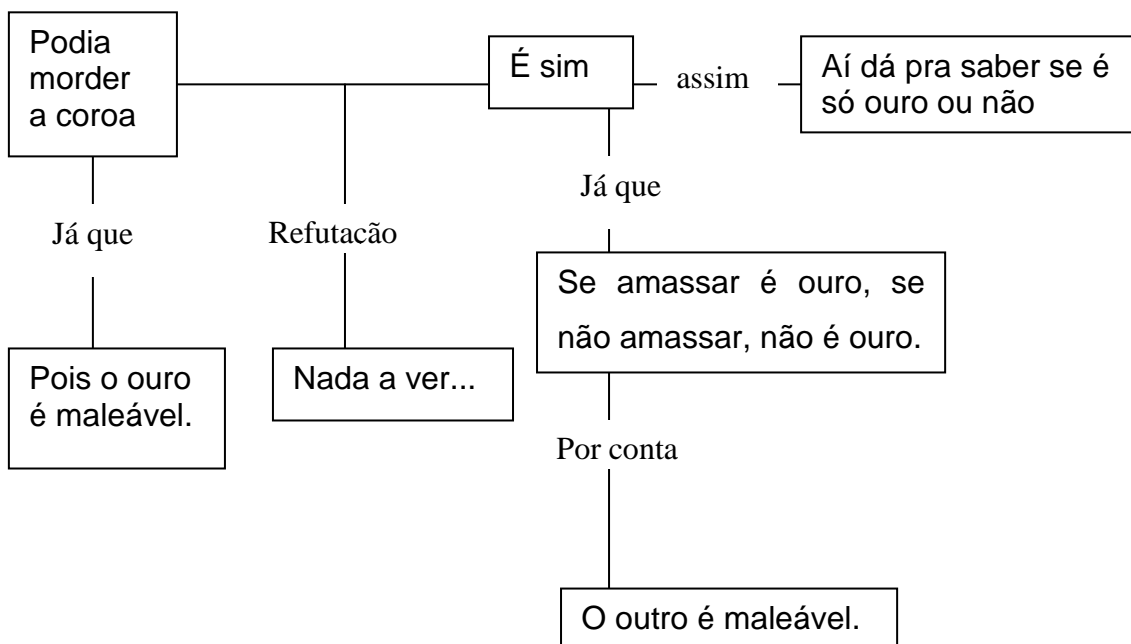 Podia
morder
a coroa
É sim
assim
Aí dá pra saber se é
só ouro ou não
Já que
Refutacão
Já que
Se amassar é ouro, se
não amassar, não é ouro.
Pois o ouro
é maleável.
Nada a ver...
Por conta
O outro é maleável.